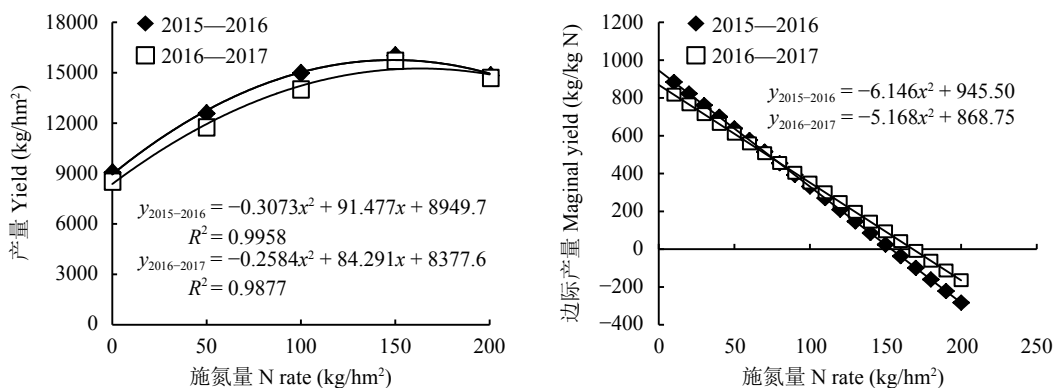 产量 Yield (kg/hm²)
18000
15000
12000
9000
6000
3000
0
2015—2016
2016—2017
y2015−2016 = −0.3073x² + 91.477x + 8949.7
R² = 0.9958
y2016−2017 = −0.2584x² + 84.291x + 8377.6
R² = 0.9877
0 50 100 150 200
施氮量 N rate (kg/hm²)
边际产量 Maginal yield (kg/kg N)
1200
1000
800
600
400
200
0
−200
−400
2015—2016
2016—2017
y2015−2016 = −6.146x² + 945.50
y2016−2017 = −5.168x² + 868.75
0 50 100 150 200 250
施氮量 N rate (kg/hm²)